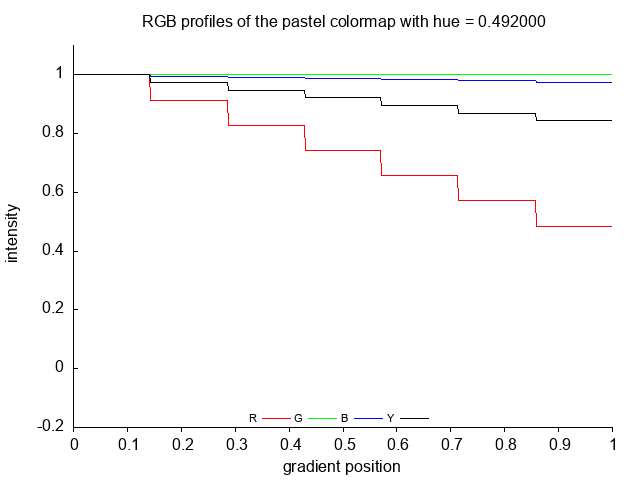 RGB profiles of the pastel colormap with hue = 0.492000
1
0.8
0.6
0.4
0.2
0
-0.2
intensity
R G B Y
0 0.1 0.2 0.3 0.4 0.5 0.6 0.7 0.8 0.9 1
gradient position